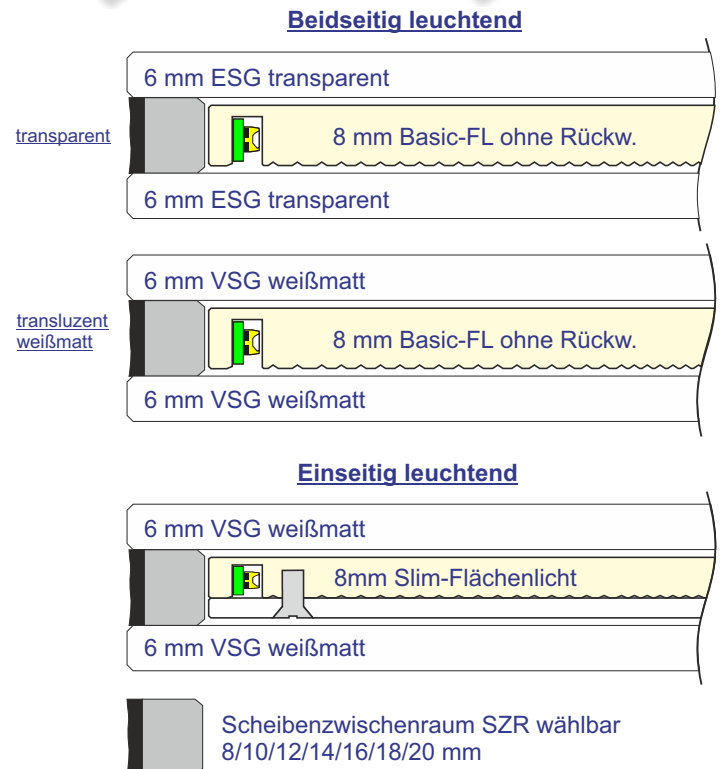 Beidseitig leuchtend
6 mm ESG transparent
transparent
8 mm Basic-FL ohne Rückw.
6 mm ESG transparent
6 mm VSG weißmatt
transluzent
weißmatt
8 mm Basic-FL ohne Rückw.
6 mm VSG weißmatt
Einseitig leuchtend
6 mm VSG weißmatt
8mm Slim-Flächenlicht
6 mm VSG weißmatt
Scheibenzwischenraum SZR wählbar
8/10/12/14/16/18/20 mm